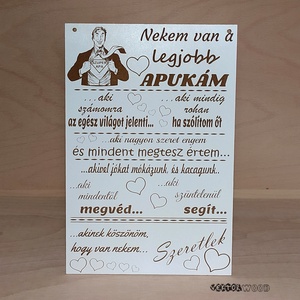 Nekem van a
legjobb
APUKÁM
...aki számomra
az egész világot jelenti...
...aki mindig rohan
ha szólítom őt
...aki nagyon szeret engem
és mindent megtesz értem...
...akivel jókat mókázunk és kacagunk...
...aki mindentől
megvéd...
...aki szüntelenül
segít...
...akinek köszönöm,
hogy van nekem...
Szeretlek
VEKTORWOOD